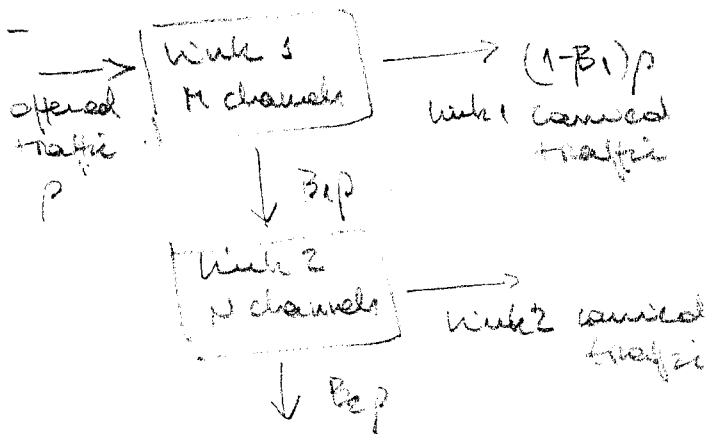 Link 1
M channels
offered
traffic
ρ
(1-B₁)ρ
Link 1 carried
traffic
B₁ρ
Link 2
N channels
Link 2 carried
traffic
B₂ρ